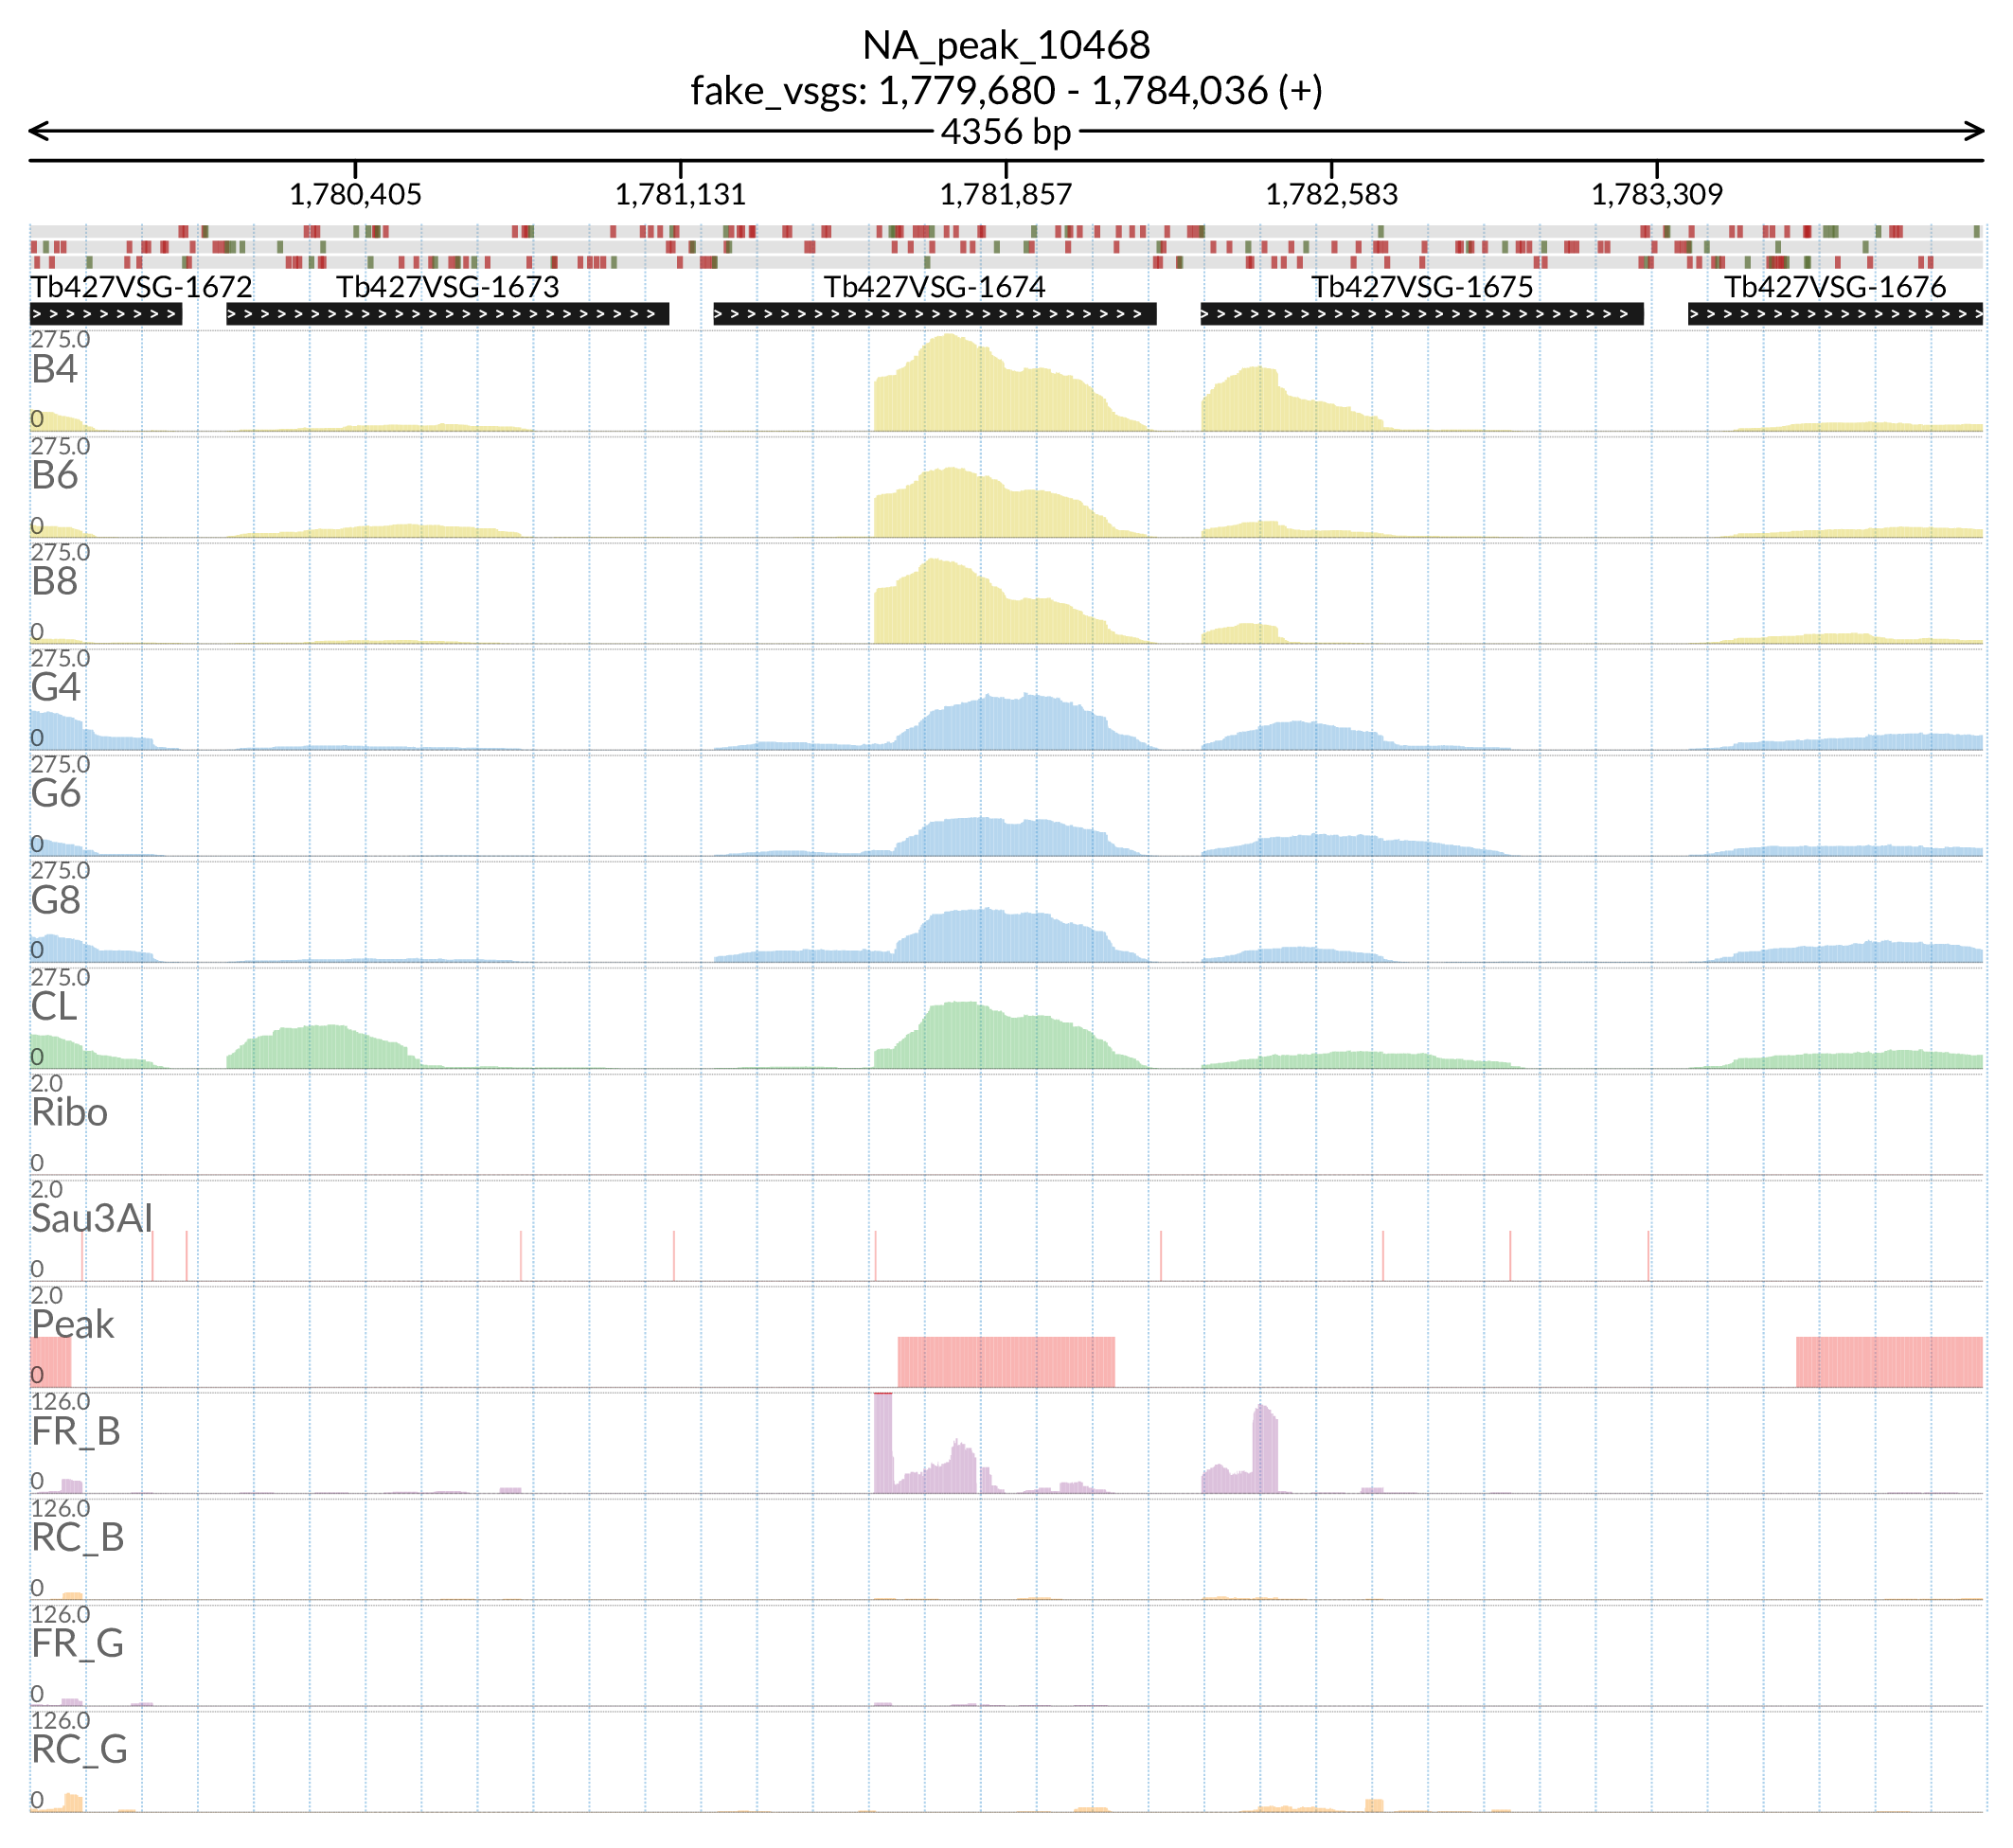 NA_peak_10468
fake_vsgs: 1,779,680 - 1,784,036 (+)
4356 bp
1,780,405 1,781,131 1,781,857 1,782,583 1,783,309
Tb427VSG-1672 Tb427VSG-1673 Tb427VSG-1674 Tb427VSG-1675 Tb427VSG-1676
275.0
B4
0
275.0
B6
0
275.0
B8
0
275.0
G4
0
275.0
G6
0
275.0
G8
0
275.0
CL
0
2.0
Ribo
0
2.0
Sau3AI
0
2.0
Peak
0
126.0
FR_B
0
126.0
RC_B
0
126.0
FR_G
0
126.0
RC_G
0